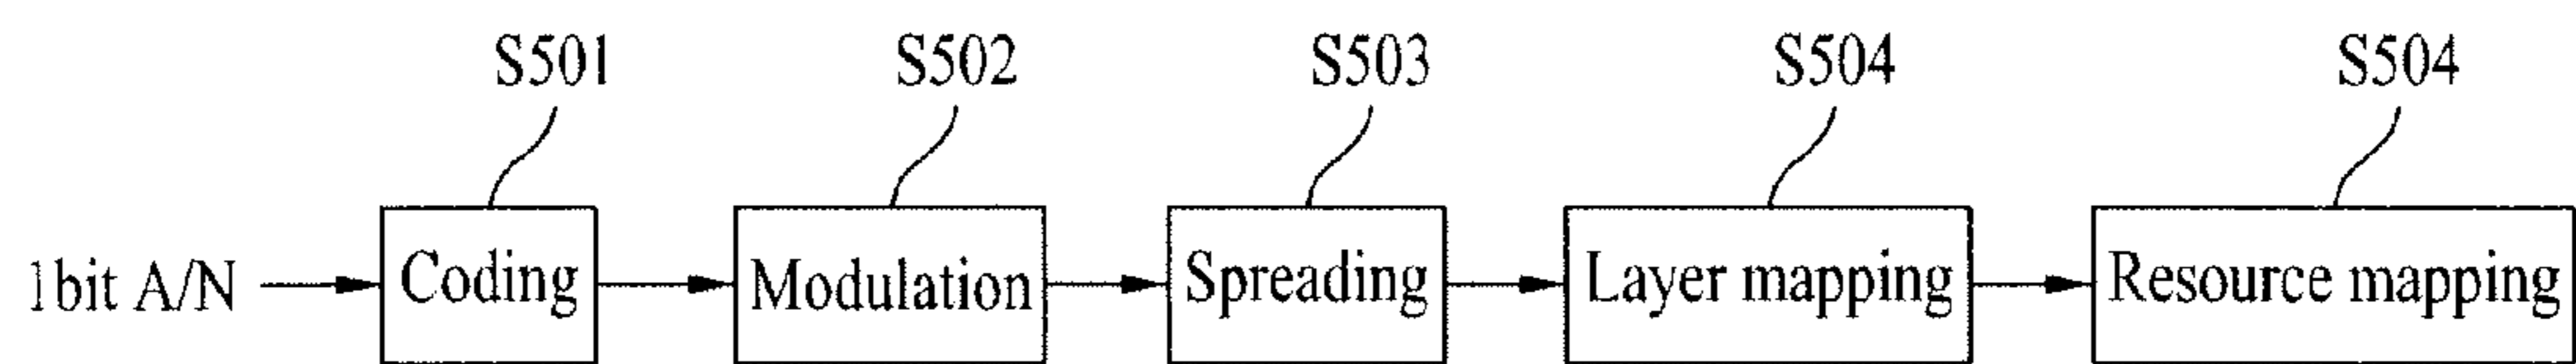 S501 S502 S503 S504 S504
1bit A/N Coding Modulation Spreading Layer mapping Resource mapping